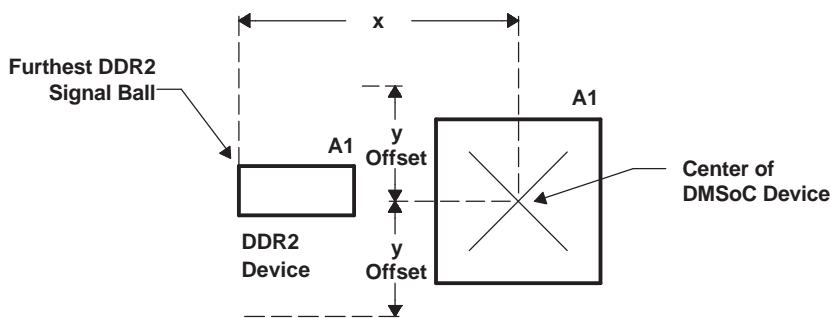 x
Furthest DDR2
Signal Ball
A1
y
Offset
A1
Center of
DMSoC Device
DDR2
Device
y
Offset